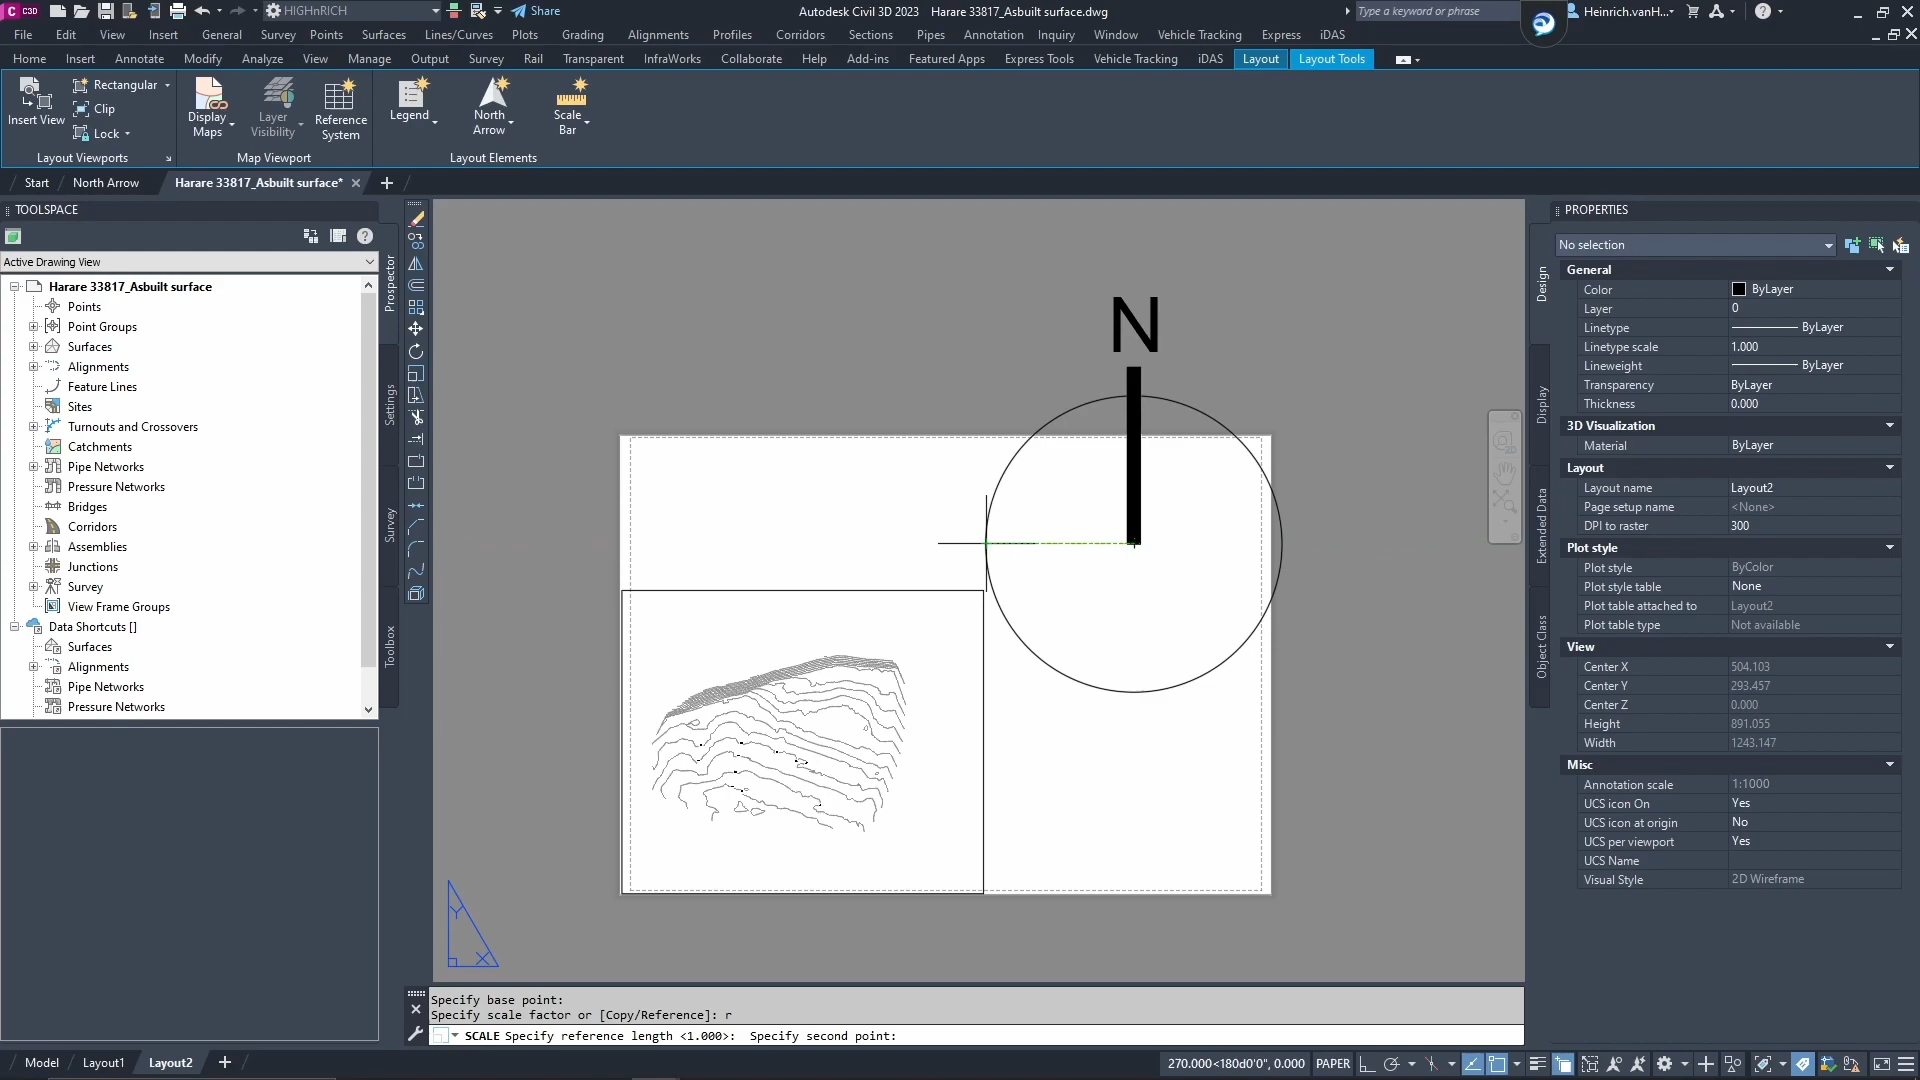 C3D HIGHnRICH Share Autodesk Civil 3D 2023 Harare 33817_Asbuilt surface.dwg Type a keyword or phrase Heinrich.vanH...
File Edit View Insert General Survey Points Surfaces Lines/Curves Plots Grading Alignments Profiles Corridors Sections Pipes Annotation Inquiry Window Vehicle Tracking Express iDAS
Home Insert Annotate Modify Analyze View Manage Output Survey Rail Transparent InfraWorks Collaborate Help Add-ins Featured Apps Express Tools Vehicle Tracking iDAS Layout Layout Tools
Insert View
Rectangular
Clip
Lock
Display Maps
Layer Visibility
Reference System
Legend
North Arrow
Scale Bar
Layout Viewports Map Viewport Layout Elements
Start North Arrow Harare 33817_Asbuilt surface*
TOOLSPACE
Active Drawing View
Harare 33817_Asbuilt surface
Points
Point Groups
Surfaces
Alignments
Feature Lines
Sites
Turnouts and Crossovers
Catchments
Pipe Networks
Pressure Networks
Bridges
Corridors
Assemblies
Junctions
Survey
View Frame Groups
Data Shortcuts []
Surfaces
Alignments
Pipe Networks
Pressure Networks
Prospector
Settings
Survey
Toolbox
N
Y
X
Specify base point:
Specify scale factor or [Copy/Reference]: r
SCALE Specify reference length <1.000>: Specify second point:
PROPERTIES
No selection
Design
Display
Extended Data
Object Class
General
Color ByLayer
Layer 0
Linetype ByLayer
Linetype scale 1.000
Lineweight ByLayer
Transparency ByLayer
Thickness 0.000
3D Visualization
Material ByLayer
Layout
Layout name Layout2
Page setup name <None>
DPI to raster 300
Plot style
Plot style ByColor
Plot style table None
Plot table attached to Layout2
Plot table type Not available
View
Center X 504.103
Center Y 293.457
Center Z 0.000
Height 891.055
Width 1243.147
Misc
Annotation scale 1:1000
UCS icon On Yes
UCS icon at origin No
UCS per viewport Yes
UCS Name
Visual Style 2D Wireframe
Model Layout1 Layout2
270.000<180d0'0", 0.000 PAPER